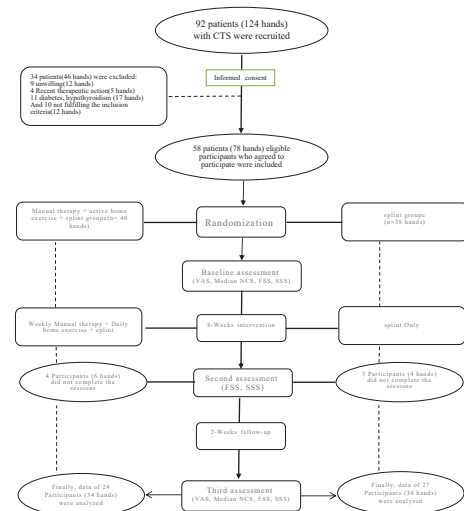 92 patients (124 hands)
with CTS were recruited
34 patients(46 hands) were excluded:
9 unwilling(12 hands)
4 Recent therapeutic action(5 hands)
11 diabetes, hypothyroidism (17 hands)
And 10 not fulfilling the inclusion
criteria(12 hands)
Informed consent
58 patients (78 hands) eligible
participants who agreed to
participate were included
Manual therapy + active home
exercise + splint groupe(n= 40
hands)
Randomization
splint groupe
(n=38 hands)
Baseline assessment
(VAS, Median NCS, FSS, SSS)
Weekly Manual therapy + Daily
home exercise + splint
8-Weeks intervention
splint Only
4 Participants (6 hands)
did not complete the
sessions
Second assessment
(FSS, SSS)
3 Participants (4 hands)
did not complete the
sessions
2-Weeks follow-up
Finally, data of 24
Participants (34 hands)
were analyzed
Third assessment
(VAS, Median NCS, FSS, SSS)
Finally, data of 27
Participants (34 hands)
were analyzed